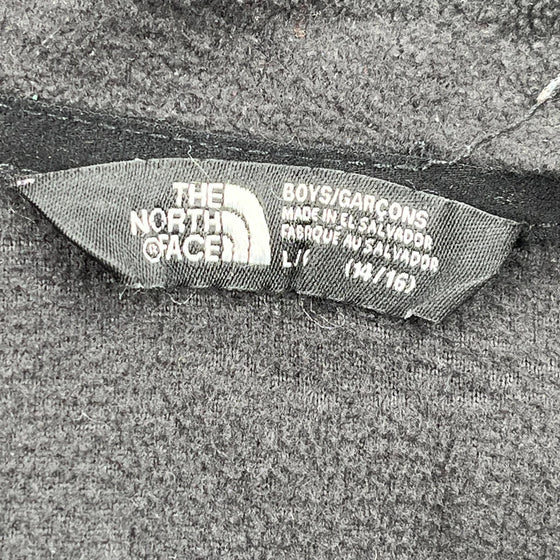 THE
NORTH
FACE
BOYS/GARÇONS
MADE IN EL SALVADOR
FABRIQUÉ AU SALVADOR
(14/16)